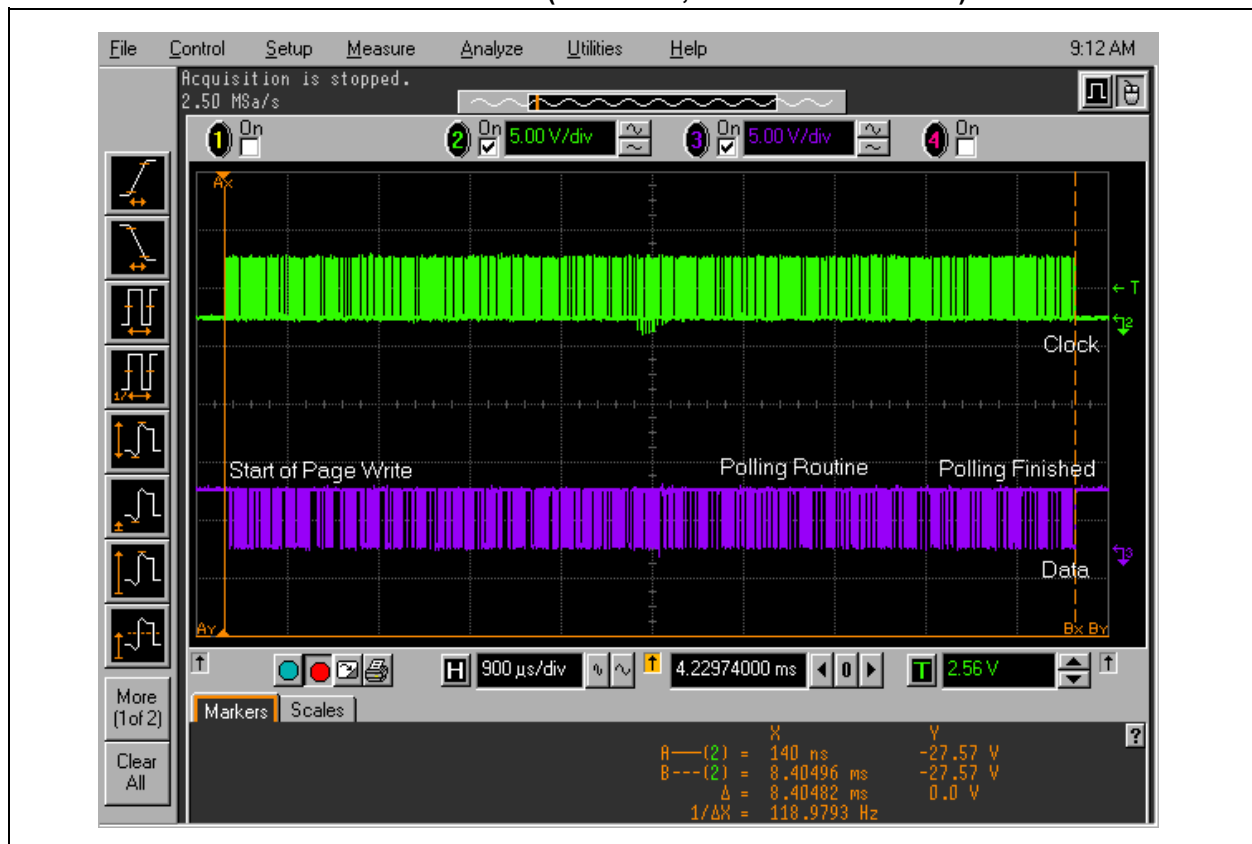 File Control Setup Measure Analyze Utilities Help 9:12 AM
Acquisition is stopped.
2.50 MSa/s
1 On 2 On 5.00 V/div 3 On 5.00 V/div 4 On
Ax
T
2
Clock
Start of Page Write Polling Routine Polling Finished
3
Data
Ay Bx By
H 900 µs/div 4.22974000 ms 0 T 2.56 V
More
(1of 2)
Clear
All
Markers Scales
X Y
A---(2) = 140 ns -27.57 V
B---(2) = 8.40496 ms -27.57 V
Δ = 8.40482 ms 0.0 V
1/ΔX = 118.9793 Hz
?